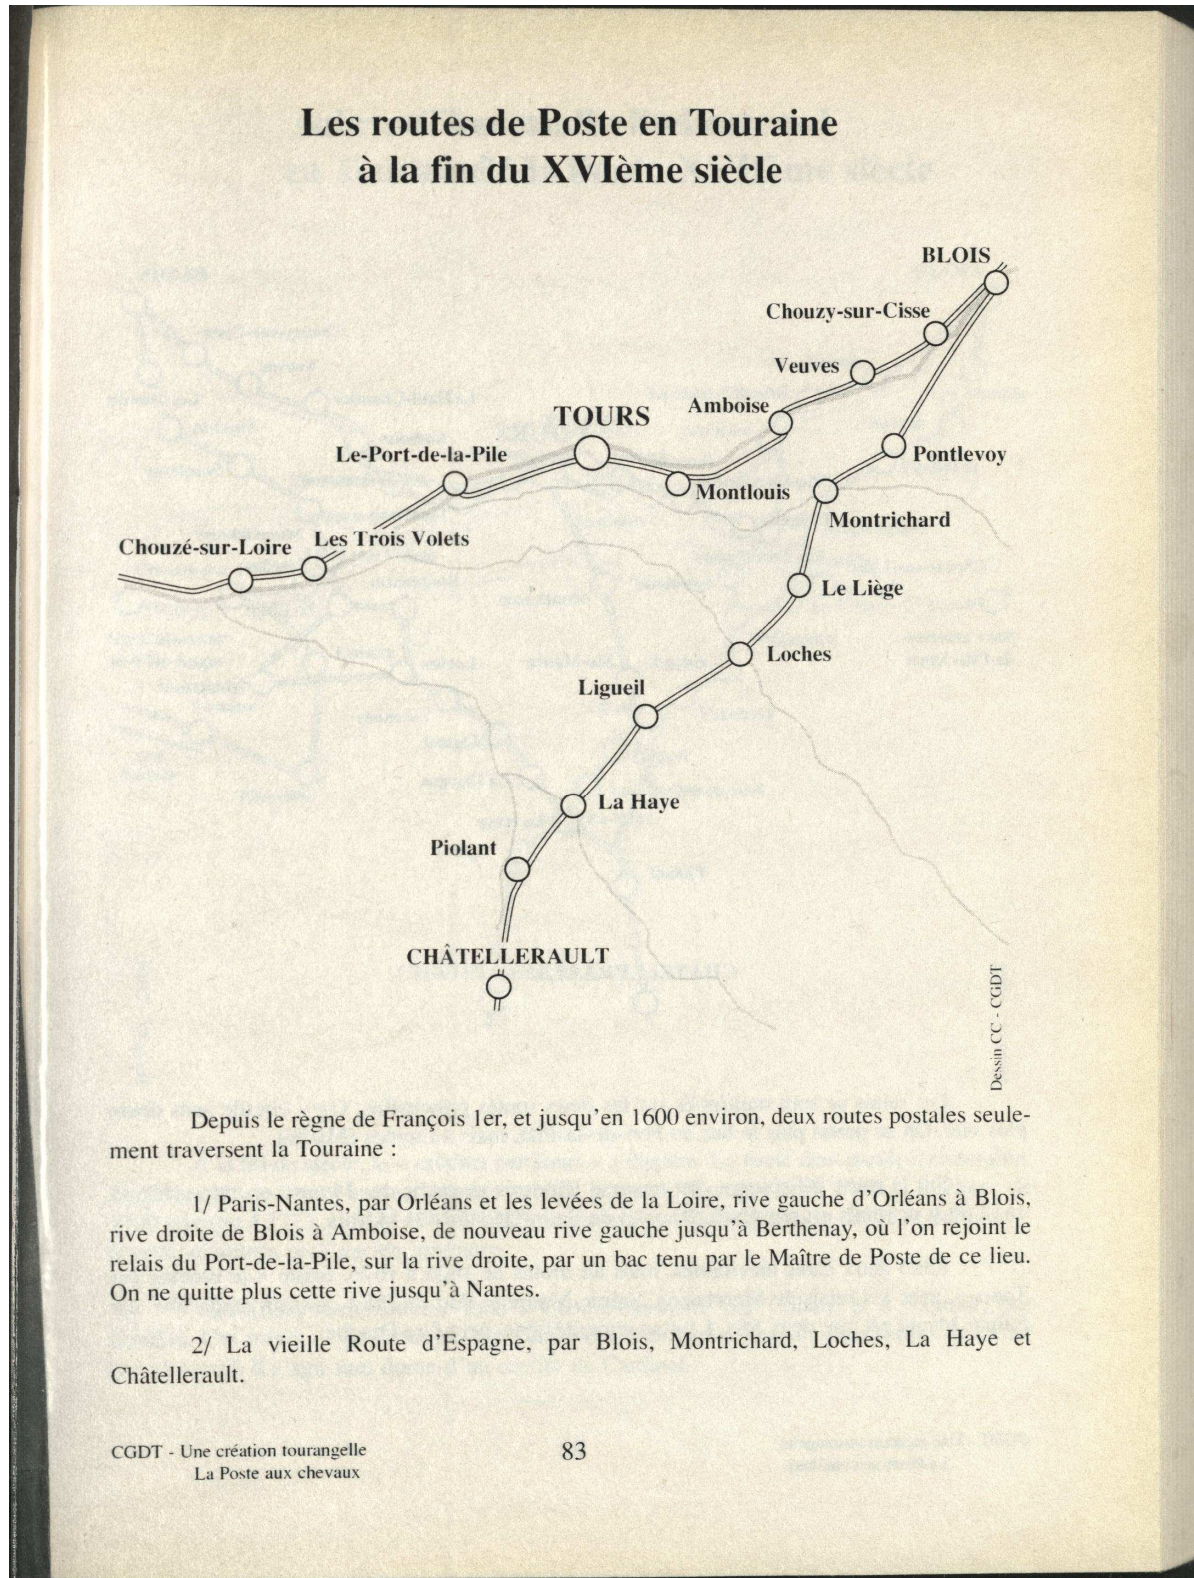 Les routes de Poste en Touraine
à la fin du XVIème siècle
BLOIS
Chouzy-sur-Cisse
Veuves
Amboise
TOURS
Le-Port-de-la-Pile
Pontlevoy
Montlouis
Montrichard
Les Trois Volets
Chouzé-sur-Loire
Le Liège
Loches
Ligueil
La Haye
Piolant
CHÂTELLERAULT
Dessin CC - CGDT
Depuis le règne de François 1er, et jusqu'en 1600 environ, deux routes postales seule-
ment traversent la Touraine :
1/ Paris-Nantes, par Orléans et les levées de la Loire, rive gauche d'Orléans à Blois,
rive droite de Blois à Amboise, de nouveau rive gauche jusqu'à Berthenay, où l'on rejoint le
relais du Port-de-la-Pile, sur la rive droite, par un bac tenu par le Maître de Poste de ce lieu.
On ne quitte plus cette rive jusqu'à Nantes.
2/ La vieille Route d'Espagne, par Blois, Montrichard, Loches, La Haye et
Châtellerault.
CGDT - Une création tourangelle
La Poste aux chevaux
83